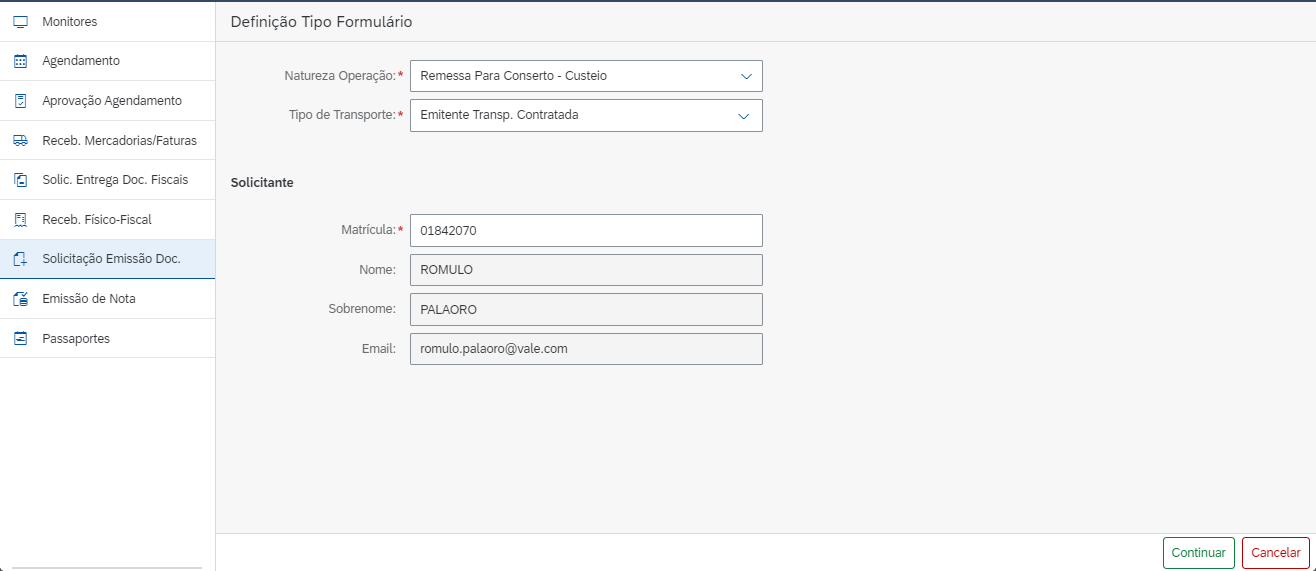 Monitores
Agendamento
Aprovação Agendamento
Receb. Mercadorias/Faturas
Solic. Entrega Doc. Fiscais
Receb. Físico-Fiscal
Solicitação Emissão Doc.
Emissão de Nota
Passaportes
Definição Tipo Formulário
Natureza Operação:* Remessa Para Conserto - Custeio
Tipo de Transporte:* Emitente Transp. Contratada
Solicitante
Matrícula:* 01842070
Nome: ROMULO
Sobrenome: PALAORO
Email: romulo.palaoro@vale.com
Continuar Cancelar